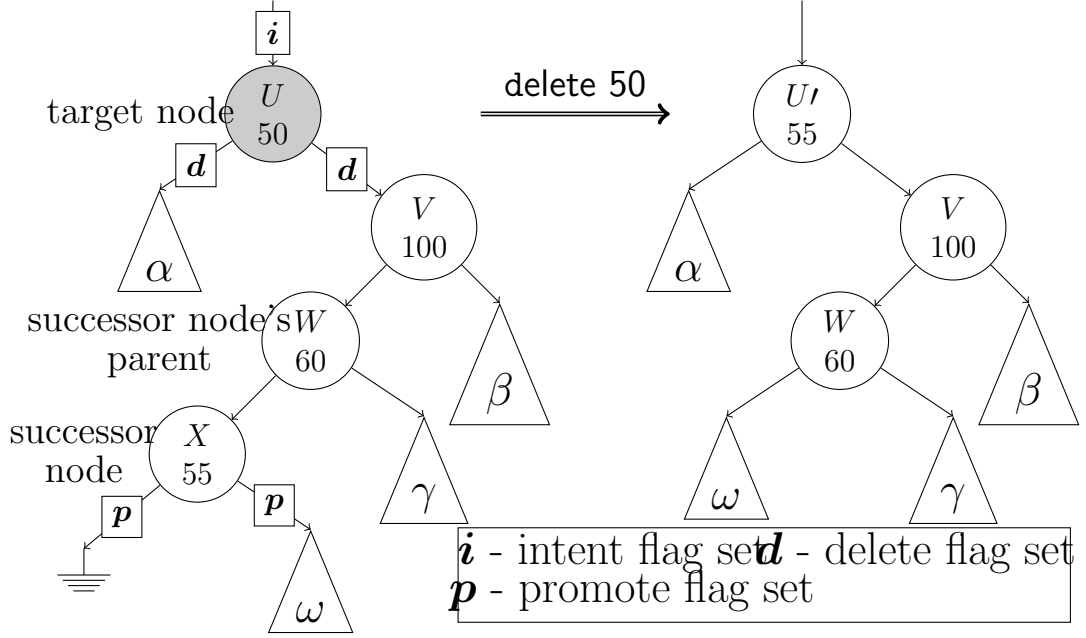 i
U
50
target node
d
d
V
100
α
successor node's
parent
W
60
β
successor
node
X
55
p
p
γ
ω
delete 50
U′
55
α
V
100
W
60
β
ω
γ
i - intent flag set d - delete flag set
p - promote flag set